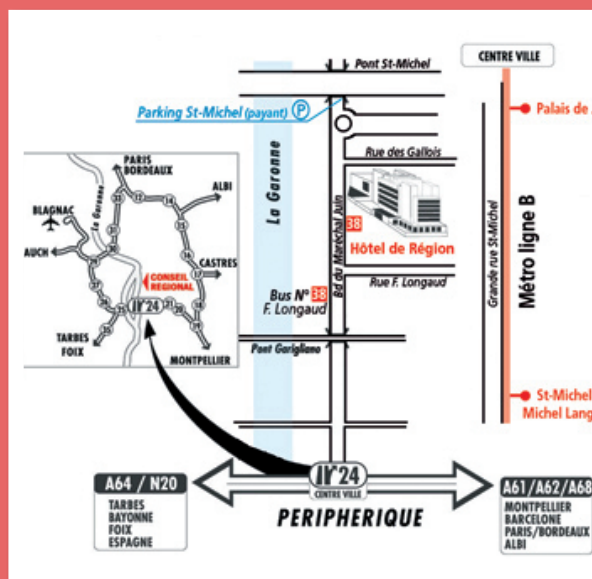 Pont St-Michel
CENTRE VILLE
Parking St-Michel (payant) P
Palais de
Rue des Gallois
La Garonne
PARIS
BORDEAUX
ALBI
BLAGNAC
La Garonne
AUCH
CASTRES
CONSEIL
REGIONAL
24
TARBES
FOIX
MONTPELLIER
Bd du Maréchal Juin
38
Hôtel de Région
Grande rue St-Michel
Métro ligne B
Bus N° 38
F. Longaud
Rue F. Longaud
Pont Garigliano
St-Michel
Michel Lang
24
CENTRE VILLE
PERIPHERIQUE
A64 / N20
TARBES
BAYONNE
FOIX
ESPAGNE
A61/A62/A68
MONTPELLIER
BARCELONE
PARIS/BORDEAUX
ALBI